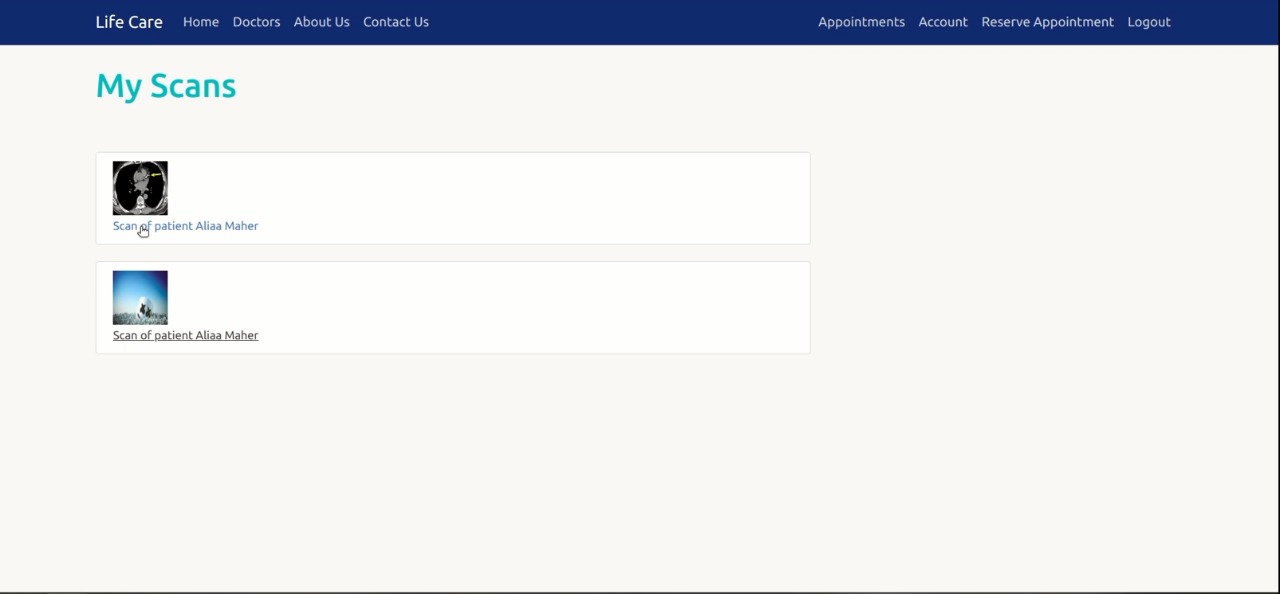 Life Care Home Doctors About Us Contact Us Appointments Account Reserve Appointment Logout
My Scans
Scan of patient Aliaa Maher
Scan of patient Aliaa Maher